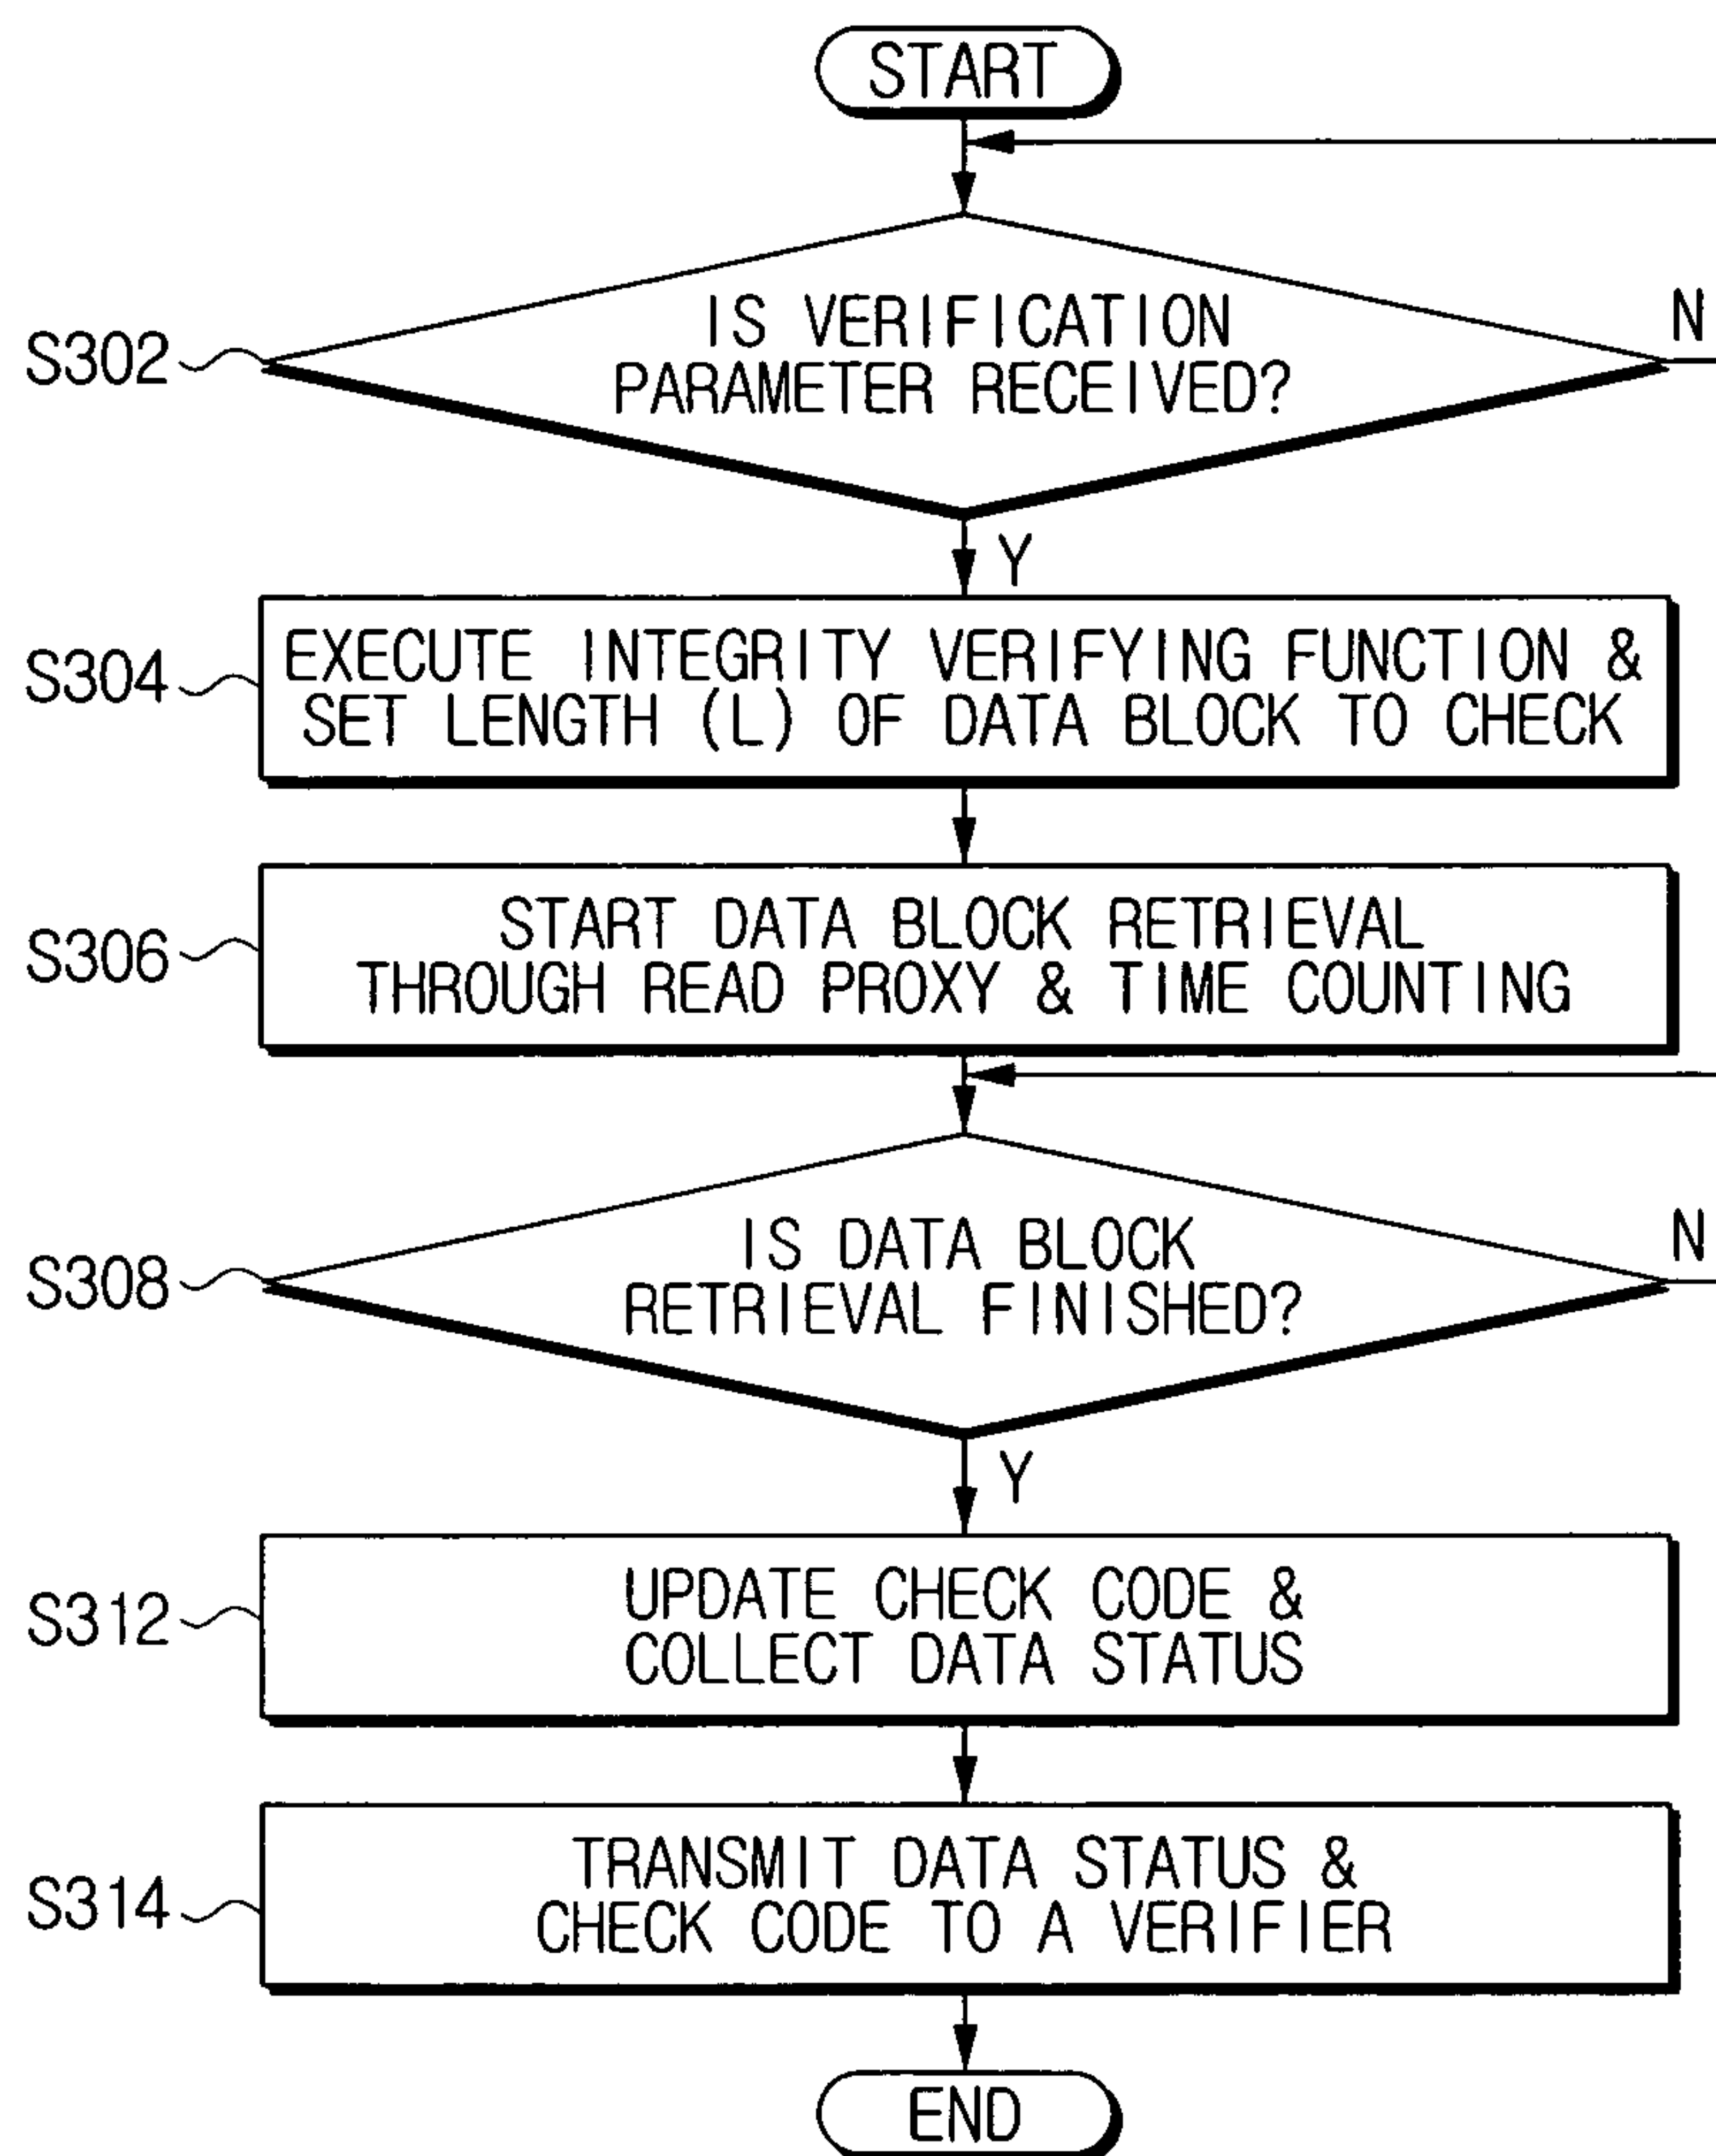 START
S302
IS VERIFICATION
PARAMETER RECEIVED?
N
Y
S304
EXECUTE INTEGRITY VERIFYING FUNCTION &
SET LENGTH (L) OF DATA BLOCK TO CHECK
S306
START DATA BLOCK RETRIEVAL
THROUGH READ PROXY & TIME COUNTING
S308
IS DATA BLOCK
RETRIEVAL FINISHED?
N
Y
S312
UPDATE CHECK CODE &
COLLECT DATA STATUS
S314
TRANSMIT DATA STATUS &
CHECK CODE TO A VERIFIER
END